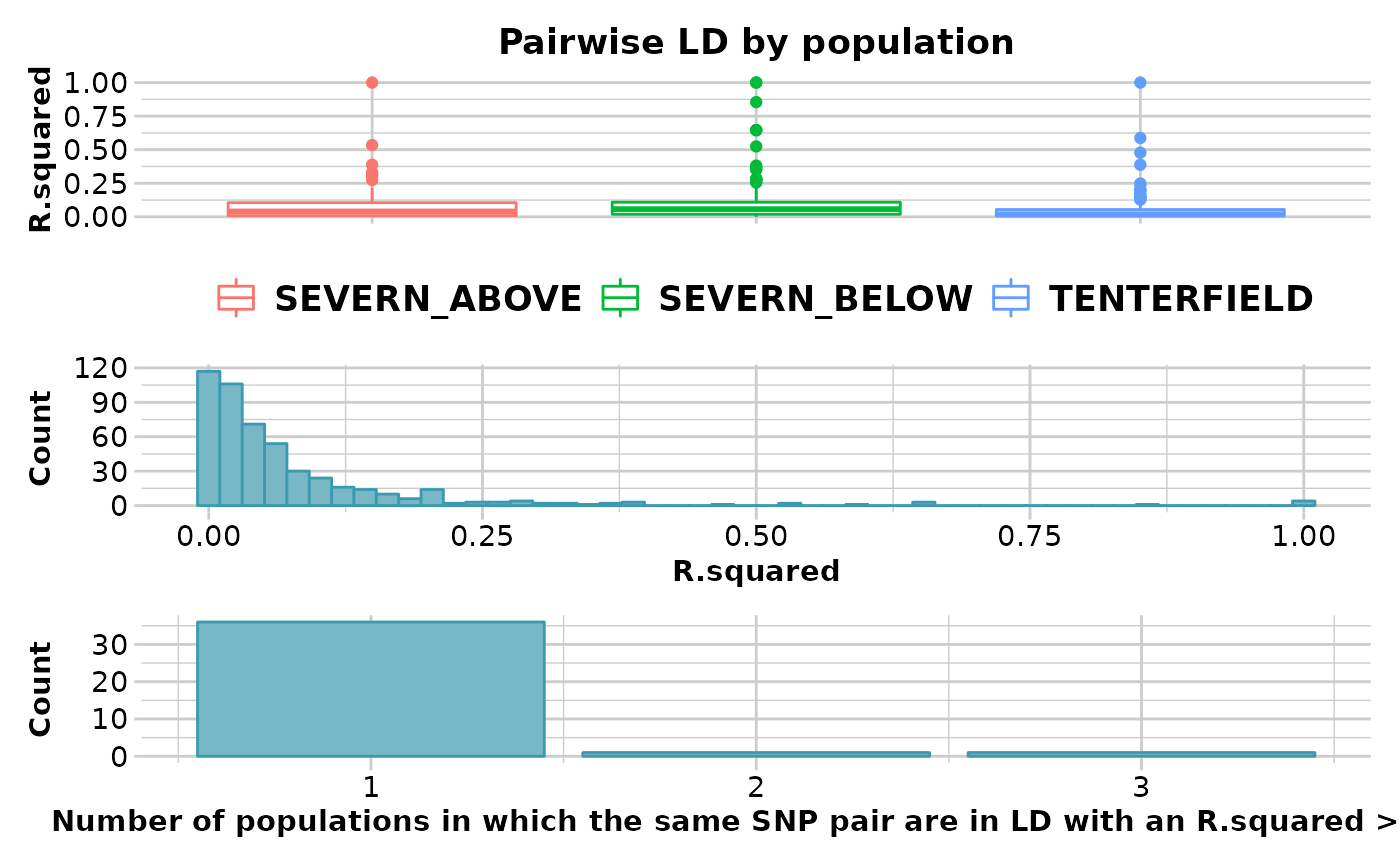 Pairwise LD by population
R.squared
1.00
0.75
0.50
0.25
0.00
SEVERN_ABOVE SEVERN_BELOW TENTERFIELD
Count
120
90
60
30
0
0.00 0.25 0.50 0.75 1.00
R.squared
Count
30
20
10
0
1 2 3
Number of populations in which the same SNP pair are in LD with an R.squared >